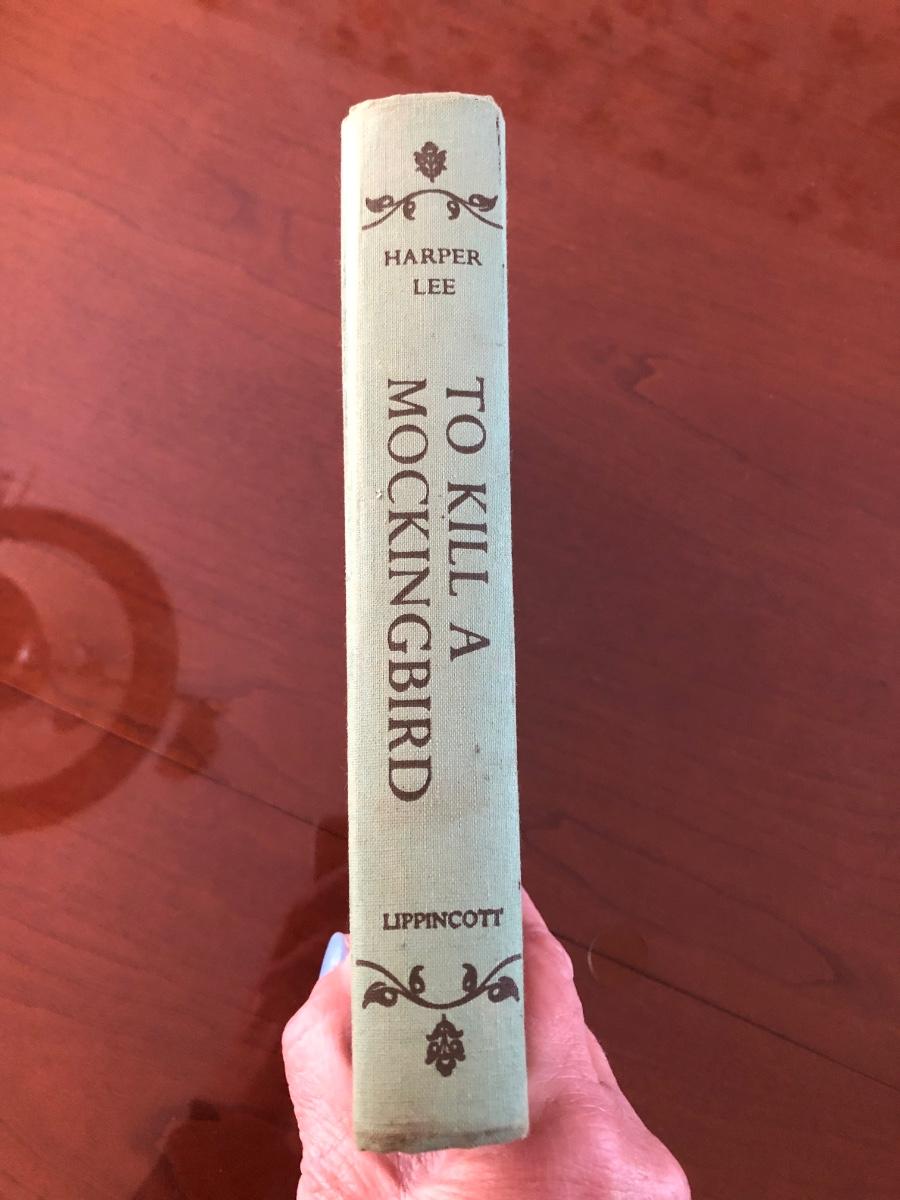 HARPER
LEE
TO KILL A
MOCKINGBIRD
LIPPINCOTT